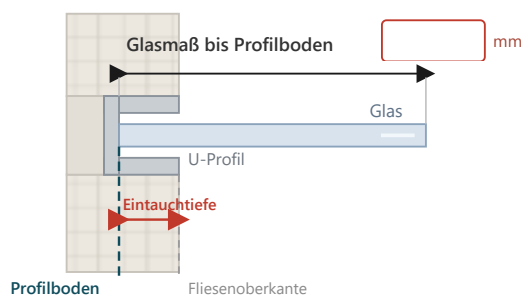 Glasmaß bis Profilboden
mm
Glas
U-Profil
Eintauchtiefe
Profilboden
Fliesenoberkante